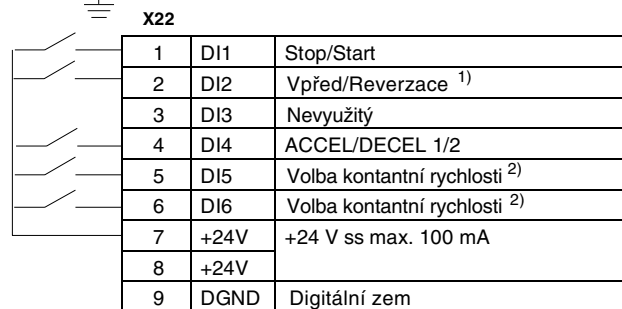 X22
1 DI1 Stop/Start
2 DI2 Vpřed/Reverzace 1)
3 DI3 Nevyužitý
4 DI4 ACCEL/DECEL 1/2
5 DI5 Volba kontantní rychlosti 2)
6 DI6 Volba kontantní rychlosti 2)
7 +24V +24 V ss max. 100 mA
8 +24V
9 DGND Digitální zem